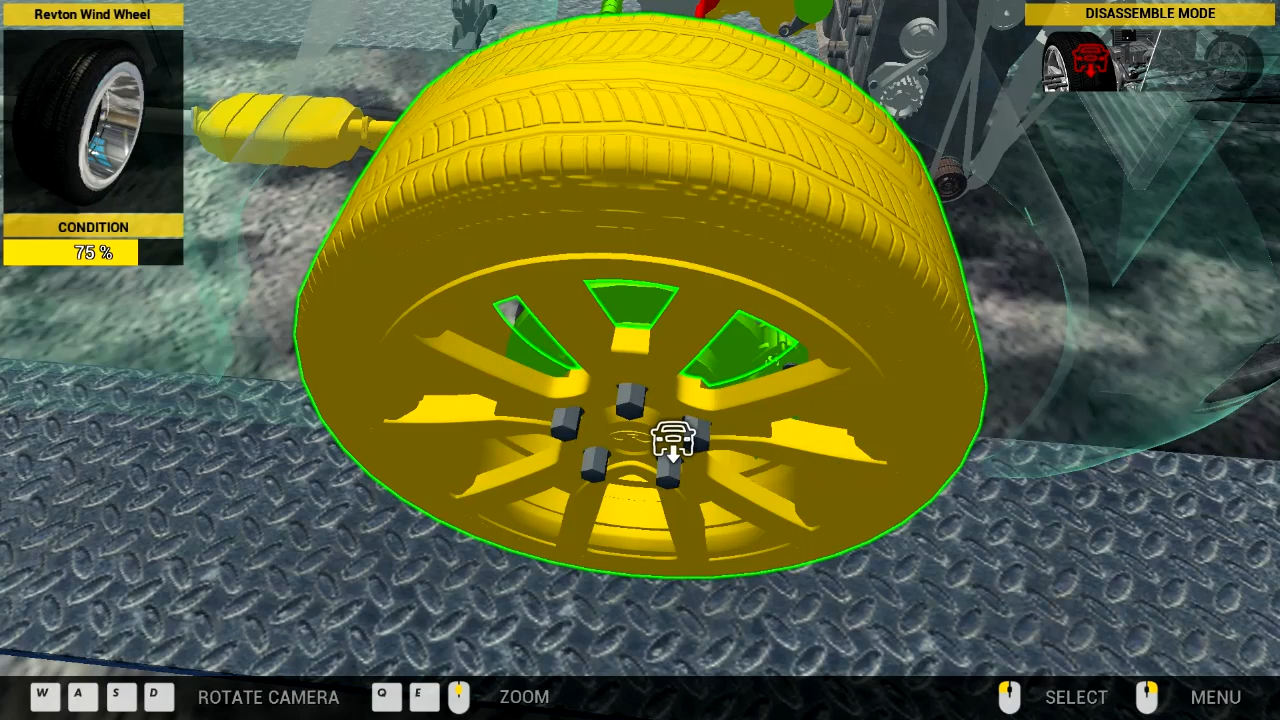 Revton Wind Wheel
DISASSEMBLE MODE
CONDITION
75 %
W A S D ROTATE CAMERA Q E ZOOM SELECT MENU